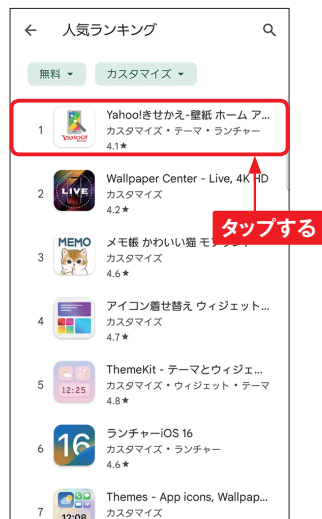 人気ランキング
無料
カスタマイズ
1
YAHOO!
Yahoo!きせかえ-壁紙 ホーム ア...
カスタマイズ・テーマ・ランチャー
4.1★
2
LIVE
Wallpaper Center - Live, 4K HD
カスタマイズ
4.2★
タップする
3
MEMO
メモ帳 かわいい猫 モ
カスタマイズ
4.6★
4
アイコン着せ替え ウィジェット...
カスタマイズ
4.7★
5
12:25
ThemeKit - テーマとウィジェ...
カスタマイズ・ウィジェット・テーマ
4.8★
6
16
ランチャーiOS 16
カスタマイズ・ランチャー
4.6★
7
12:08
Themes - App icons, Wallpap...
カスタマイズ